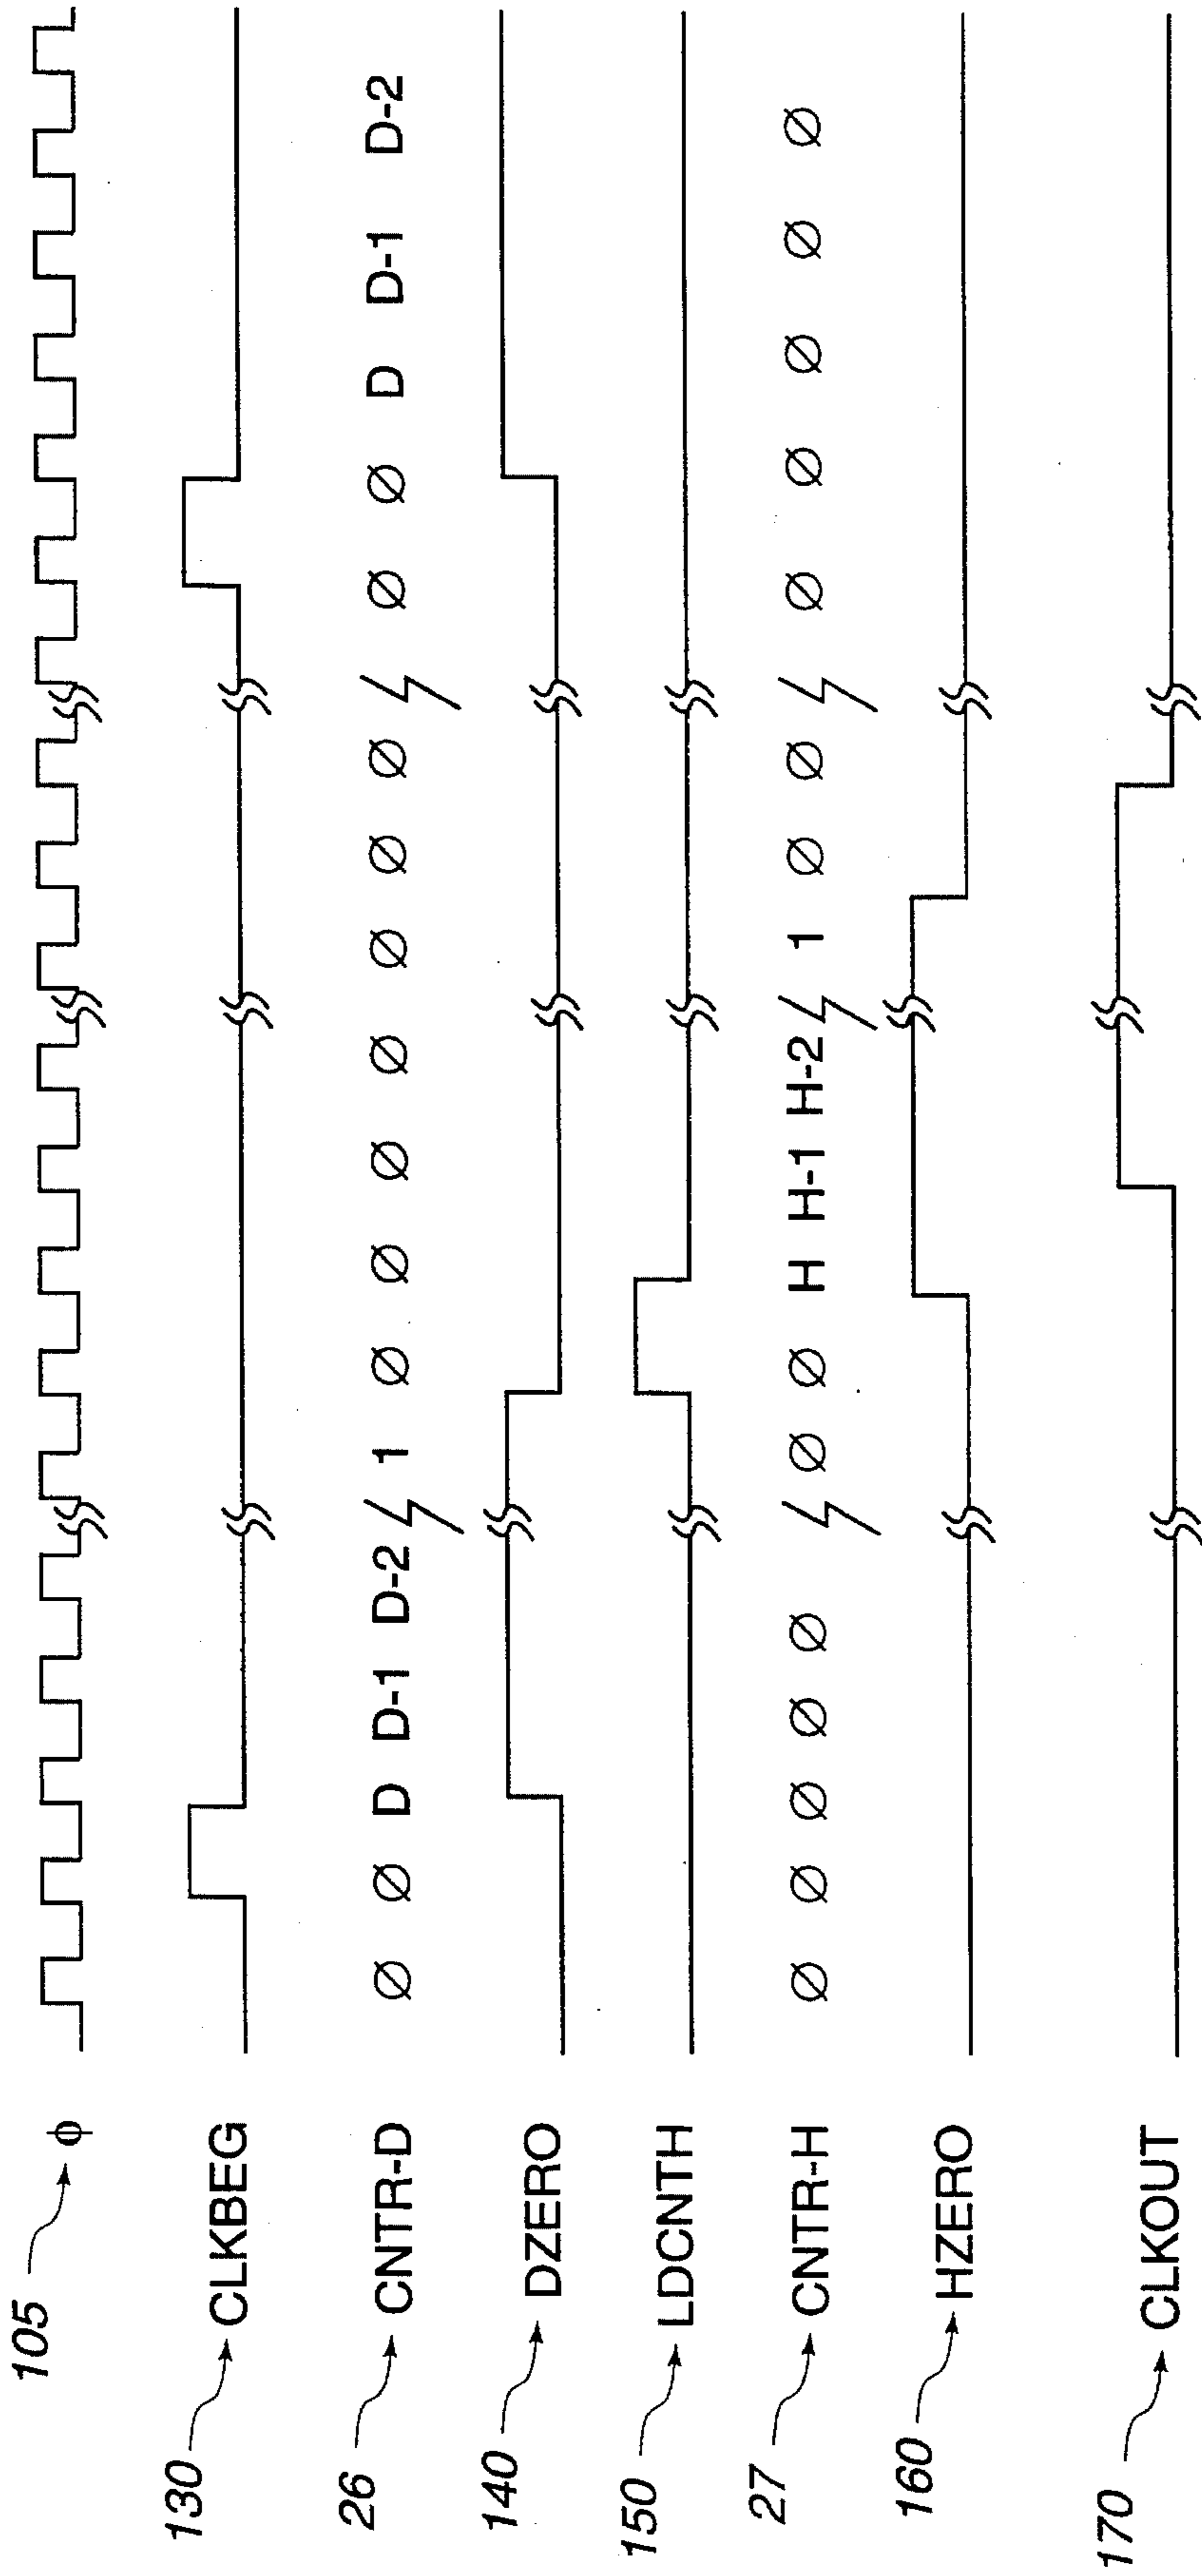 105 ϕ
130 CLKBEG
26 CNTR-D Ø Ø D D-1 D-2 1 Ø Ø Ø Ø Ø Ø Ø Ø Ø D D-1 D-2
140 DZERO
150 LDCNTH
27 CNTR-H Ø Ø Ø Ø Ø Ø Ø H H-1 H-2 1 Ø Ø Ø Ø Ø Ø Ø
160 HZERO
170 CLKOUT